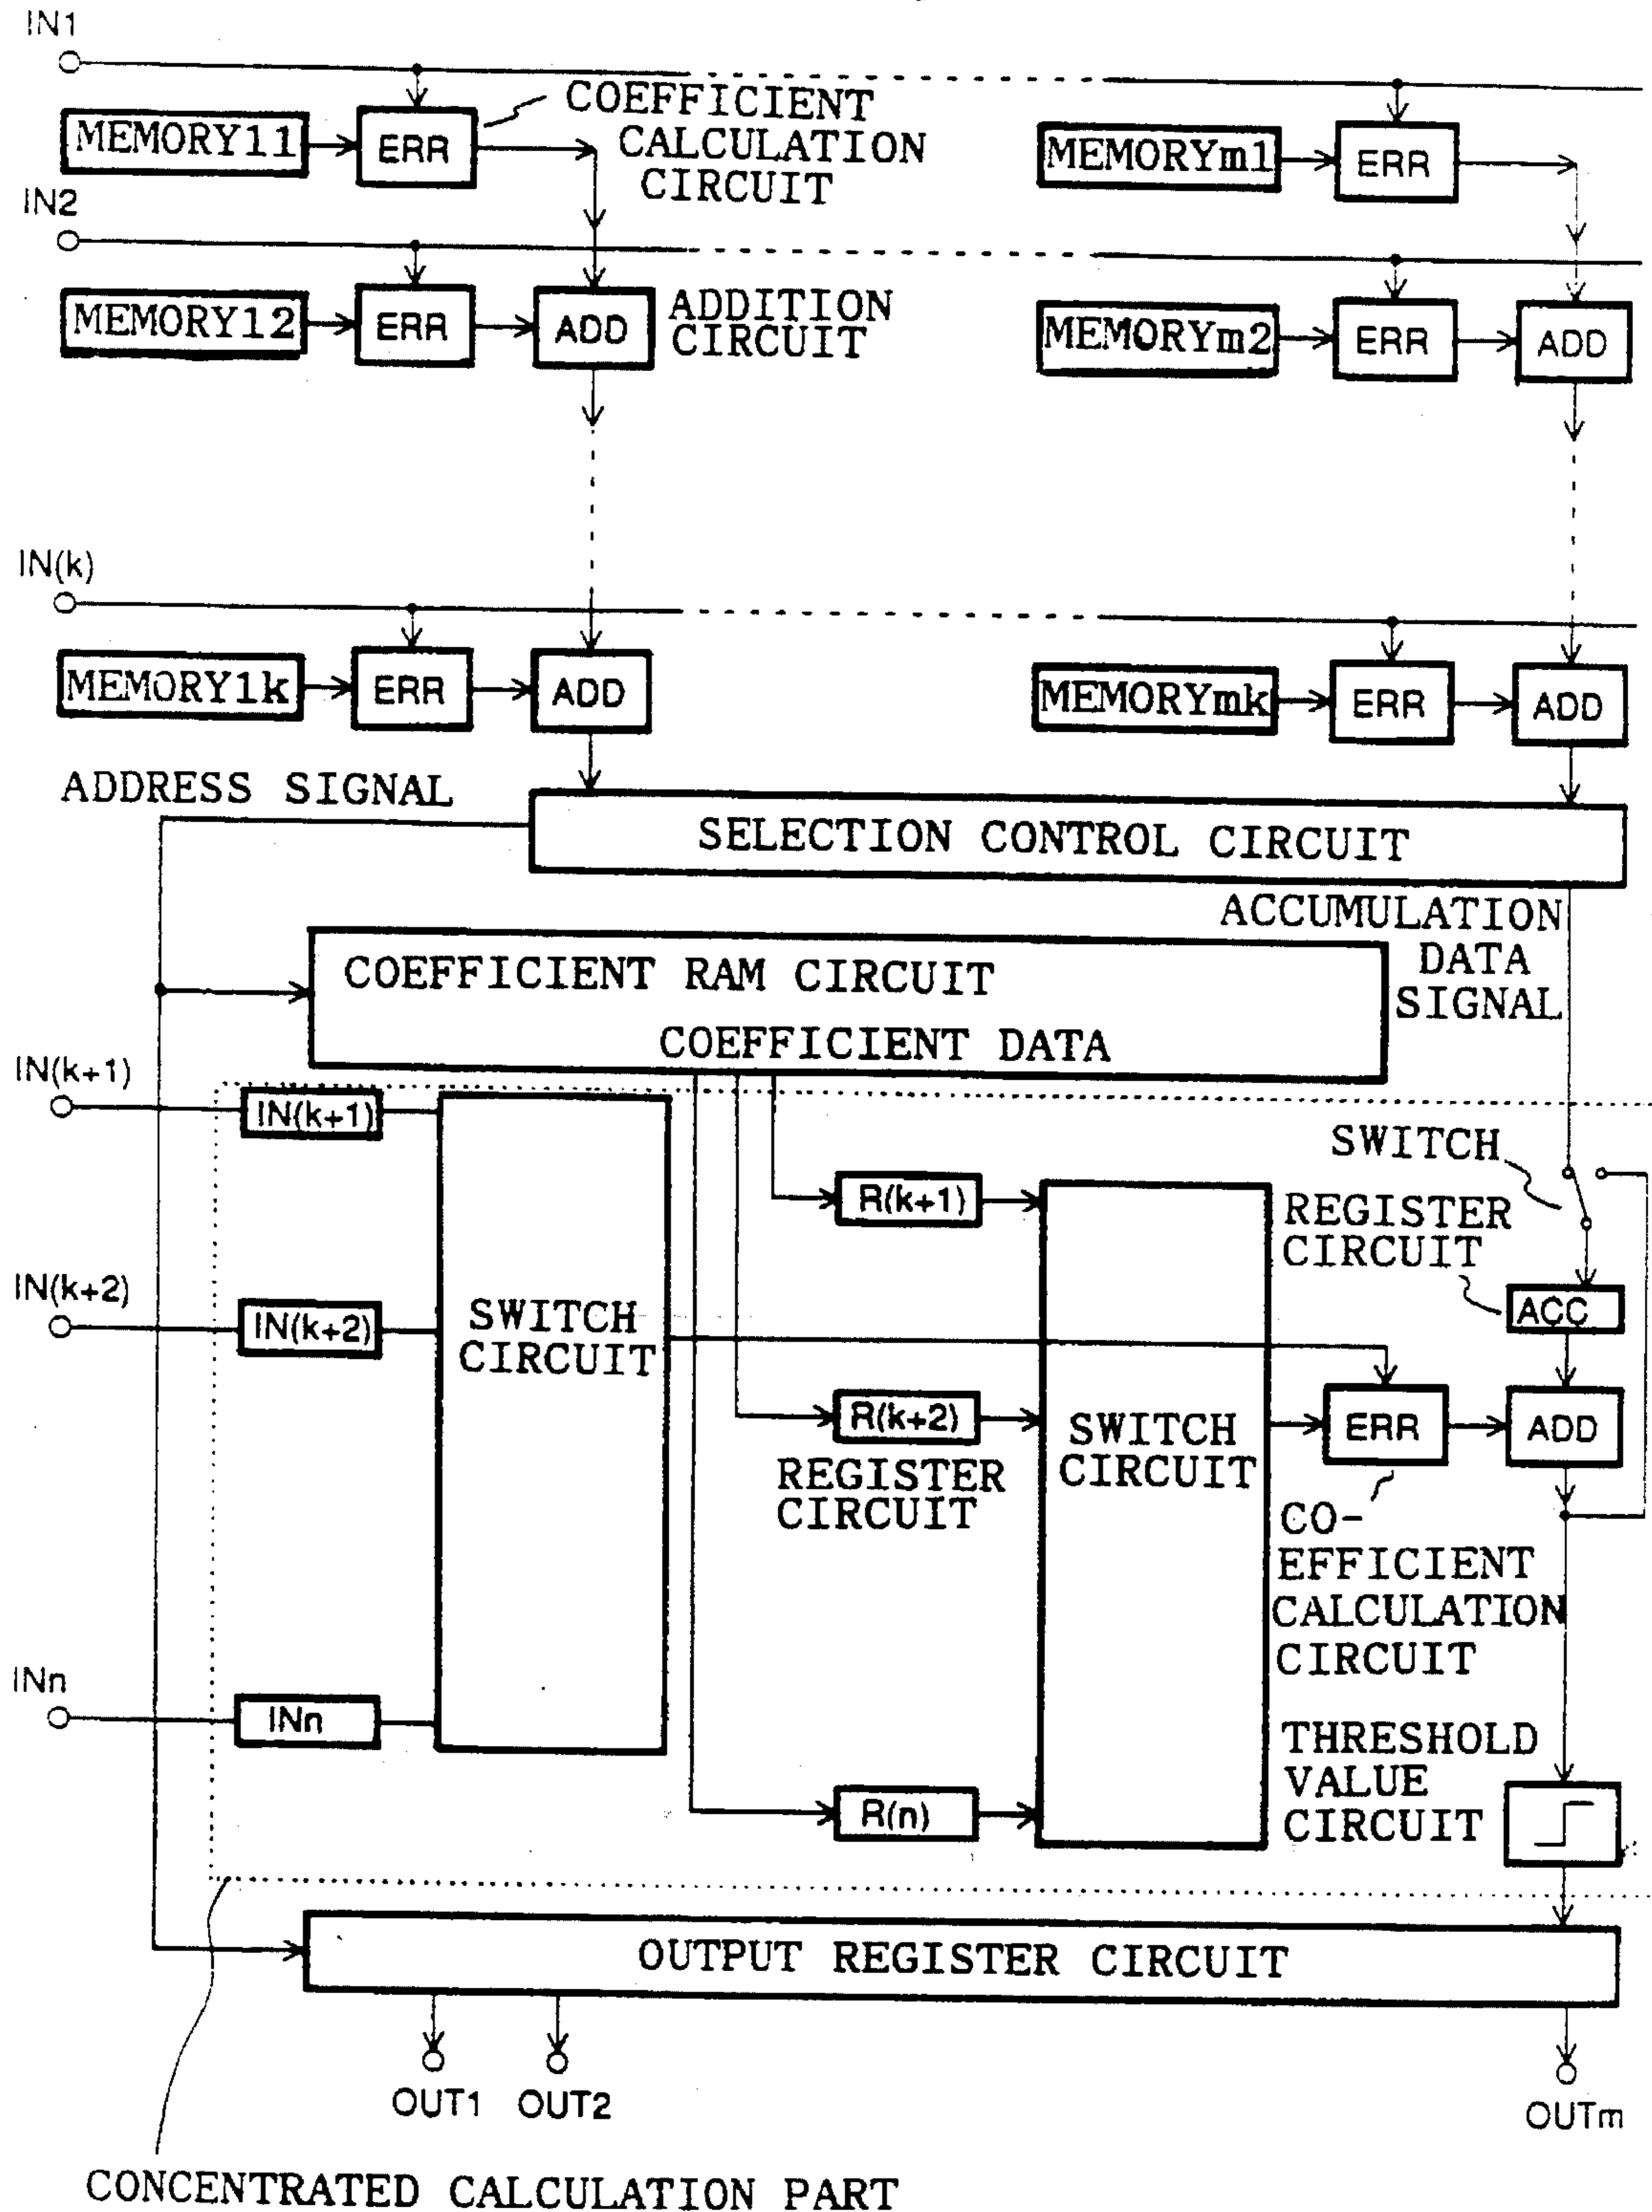 IN1
COEFFICIENT
CALCULATION
CIRCUIT
MEMORY11
ERR
MEMORYm1
ERR
IN2
MEMORY12
ERR
ADD
ADDITION
CIRCUIT
MEMORYm2
ERR
ADD
IN(k)
MEMORY1k
ERR
ADD
MEMORYmk
ERR
ADD
ADDRESS SIGNAL
SELECTION CONTROL CIRCUIT
ACCUMULATION
DATA
SIGNAL
COEFFICIENT RAM CIRCUIT
COEFFICIENT DATA
IN(k+1)
IN(k+1)
SWITCH
R(k+1)
REGISTER
CIRCUIT
IN(k+2)
IN(k+2)
SWITCH
CIRCUIT
ACC
R(k+2)
SWITCH
CIRCUIT
ERR
ADD
REGISTER
CIRCUIT
CO-
EFFICIENT
CALCULATION
CIRCUIT
INn
INn
THRESHOLD
VALUE
CIRCUIT
R(n)
OUTPUT REGISTER CIRCUIT
OUT1
OUT2
OUTm
CONCENTRATED CALCULATION PART